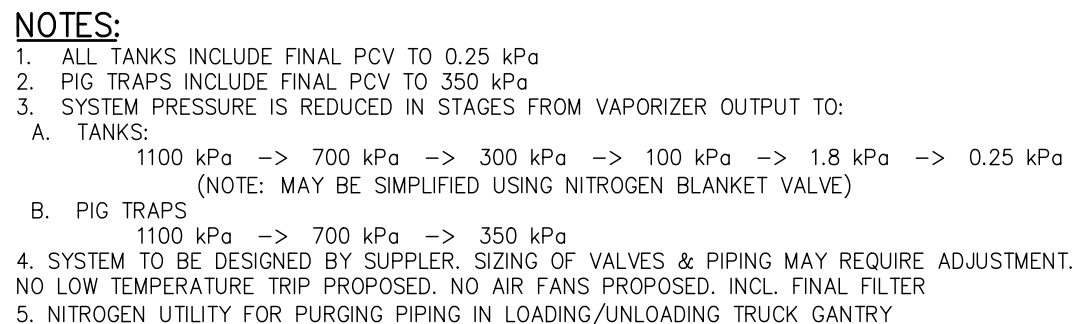 NOTES:
1. ALL TANKS INCLUDE FINAL PCV TO 0.25 kPa
2. PIG TRAPS INCLUDE FINAL PCV TO 350 kPa
3. SYSTEM PRESSURE IS REDUCED IN STAGES FROM VAPORIZER OUTPUT TO:
A. TANKS:
1100 kPa -> 700 kPa -> 300 kPa -> 100 kPa -> 1.8 kPa -> 0.25 kPa
(NOTE: MAY BE SIMPLIFIED USING NITROGEN BLANKET VALVE)
B. PIG TRAPS
1100 kPa -> 700 kPa -> 350 kPa
4. SYSTEM TO BE DESIGNED BY SUPPLER. SIZING OF VALVES & PIPING MAY REQUIRE ADJUSTMENT.
NO LOW TEMPERATURE TRIP PROPOSED. NO AIR FANS PROPOSED. INCL. FINAL FILTER
5. NITROGEN UTILITY FOR PURGING PIPING IN LOADING/UNLOADING TRUCK GANTRY